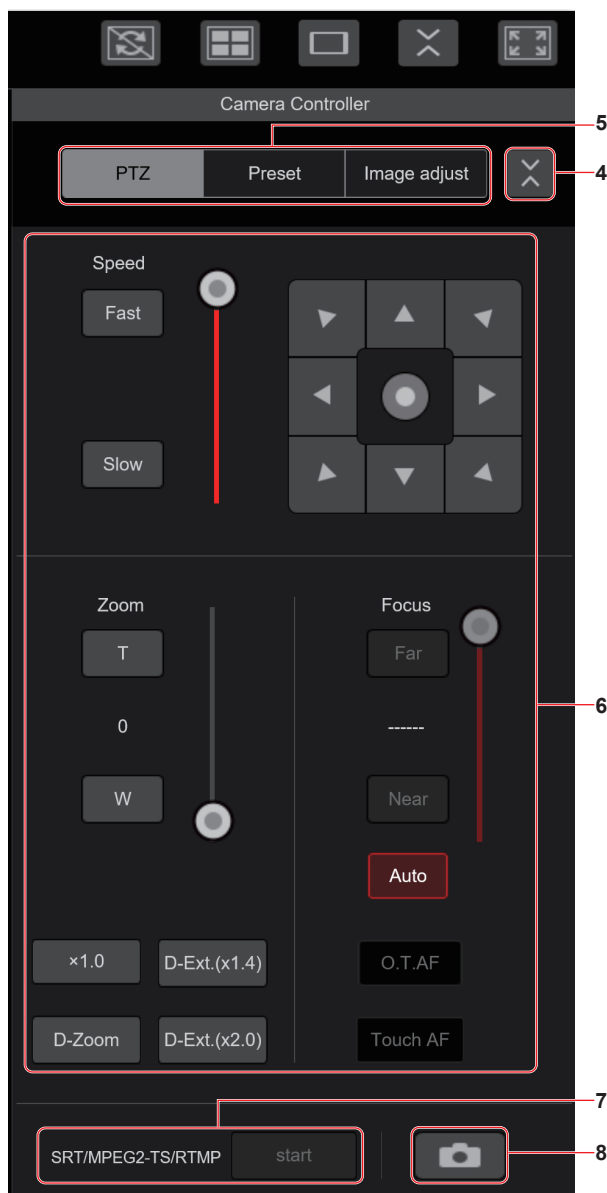 Camera Controller
5
PTZ Preset Image adjust
4
Speed
Fast
Slow
Zoom Focus
T Far
6
0 ------
W Near
Auto
×1.0 D-Ext.(x1.4) O.T.AF
D-Zoom D-Ext.(x2.0) Touch AF
7
SRT/MPEG2-TS/RTMP start
8